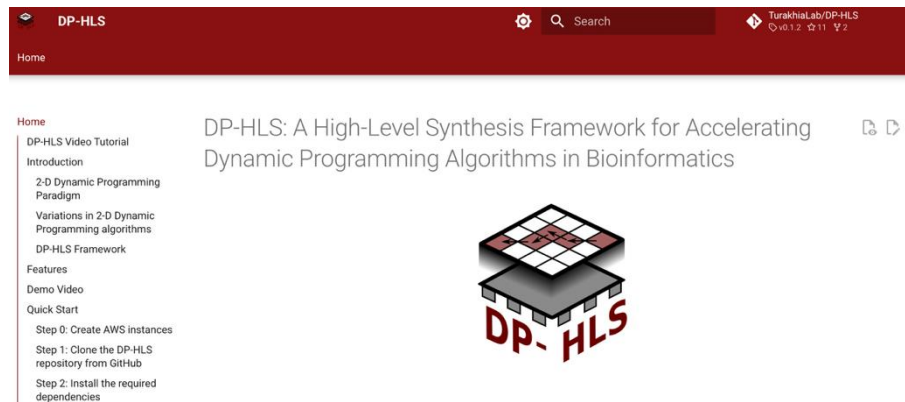 DP-HLS
Search
TurakhiaLab/DP-HLS
v0.1.2 11 2
Home
Home
DP-HLS Video Tutorial
Introduction
2-D Dynamic Programming
Paradigm
Variations in 2-D Dynamic
Programming algorithms
DP-HLS Framework
Features
Demo Video
Quick Start
Step 0: Create AWS instances
Step 1: Clone the DP-HLS
repository from GitHub
Step 2: Install the required
dependencies
DP-HLS: A High-Level Synthesis Framework for Accelerating
Dynamic Programming Algorithms in Bioinformatics
DP- HLS